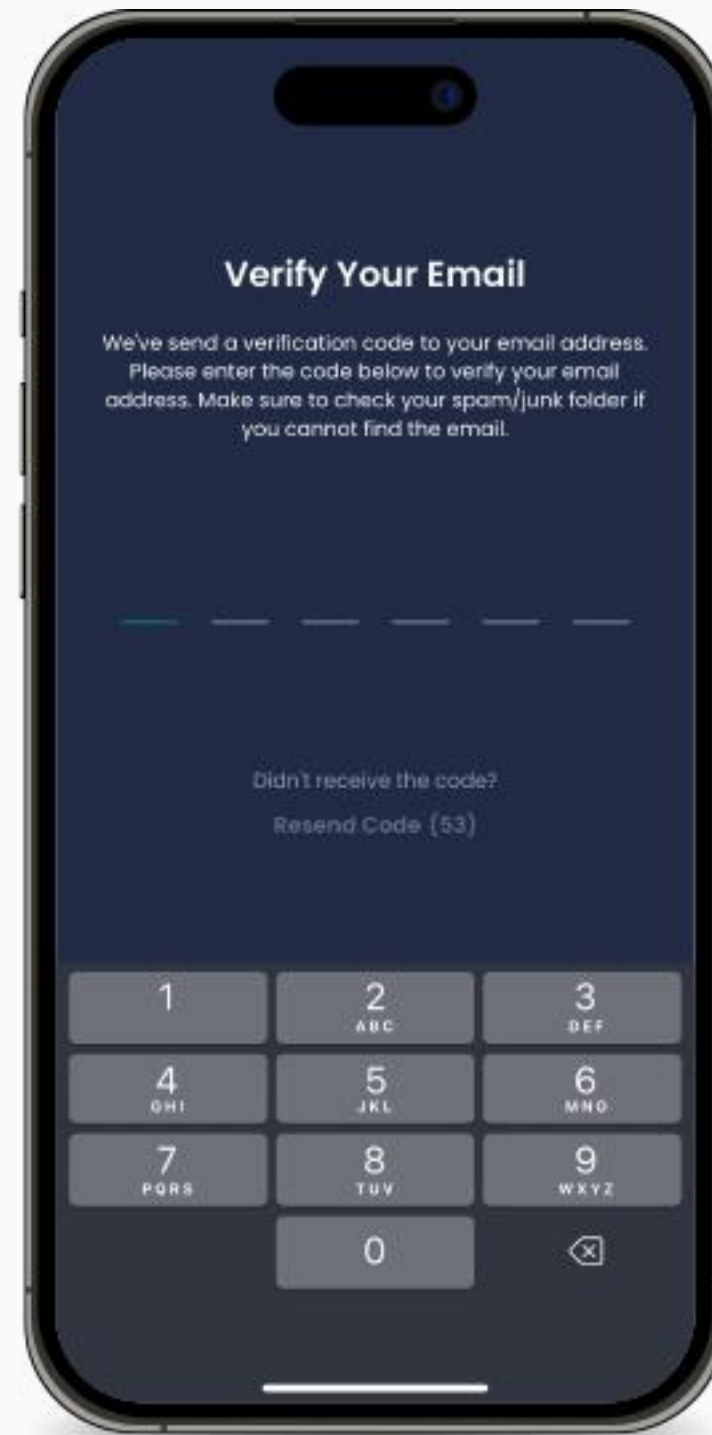 Verify Your Email
We've send a verification code to your email address.
Please enter the code below to verify your email
address. Make sure to check your spam/junk folder if
you cannot find the email.
Didn't receive the code?
Resend Code (53)
1
2
ABC
3
DEF
4
GHI
5
JKL
6
MNO
7
PQRS
8
TUV
9
WXYZ
0